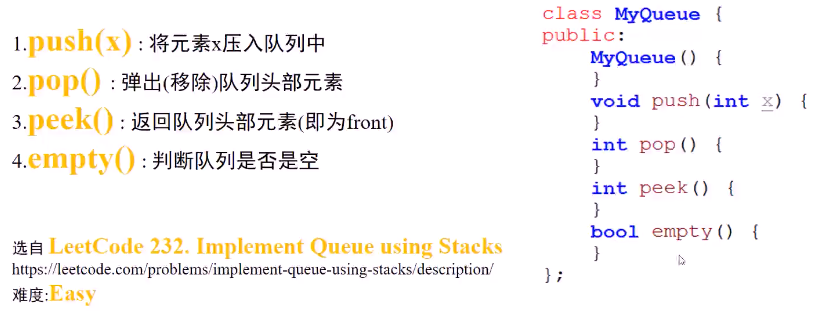 1.push(x) : 将元素x压入队列中
2.pop() : 弹出(移除)队列头部元素
3.peek() : 返回队列头部元素(即为front)
4.empty() : 判断队列是否是空
选自 LeetCode 232. Implement Queue using Stacks
https://leetcode.com/problems/implement-queue-using-stacks/description/
难度:Easy
class MyQueue {
public:
    MyQueue() {
    }
    void push(int x) {
    }
    int pop() {
    }
    int peek() {
    }
    bool empty() {
    }
};